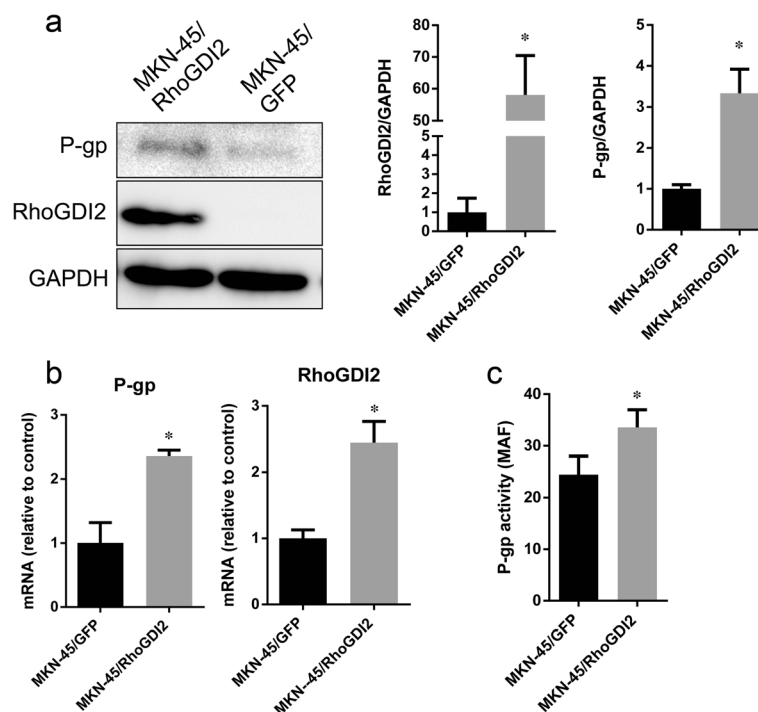 a
MKN-45/
RhoGDI2
MKN-45/
GFP
P-gp
RhoGDI2
GAPDH
RhoGDI2/GAPDH
80
70
60
50
5
4
3
2
1
0
*
MKN-45/GFP
MKN-45/RhoGDI2
P-gp/GAPDH
5
4
3
2
1
0
*
MKN-45/GFP
MKN-45/RhoGDI2
b
P-gp
mRNA (relative to control)
3
2
1
0
*
MKN-45/GFP
MKN-45/RhoGDI2
RhoGDI2
mRNA (relative to control)
3
2
1
0
*
MKN-45/GFP
MKN--45/RhoGDI2
c
P-gp activity (MAF)
40
30
20
10
0
*
MKN-45/GFP
MKN-45/RhoGDI2